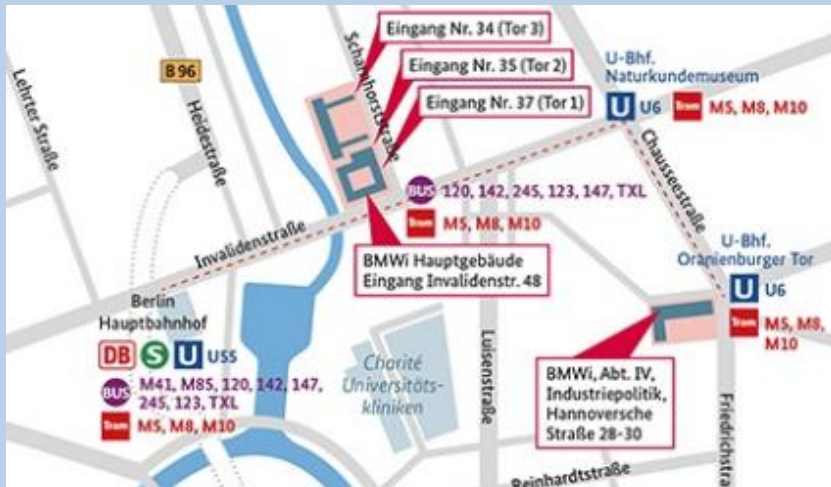 Eingang Nr. 34 (Tor 3)
Eingang Nr. 35 (Tor 2)
Eingang Nr. 37 (Tor 1)
Scharnhorststraße
B 96
Lehrter Straße
Heidestraße
U-Bhf.
Naturkundemuseum
U U6 Tram M5, M8, M10
Chausseestraße
BUS 120, 142, 245, 123, 147, TXL
Tram M5, M8, M10
Invalidenstraße
BMWi Hauptgebäude
Eingang Invalidenstr. 48
U-Bhf.
Oranienburger Tor
U U6
Tram M5, M8,
M10
Berlin
Hauptbahnhof
DB S U U55
BUS M41, M85, 120, 142, 147,
245, 123, TXL
Tram M5, M8, M10
Charité
Universitäts-
kliniken
Luisenstraße
BMWi, Abt. IV,
Industriepolitik,
Hannoversche
Straße 28-30
Friedrichstra
Reinhardtstraße